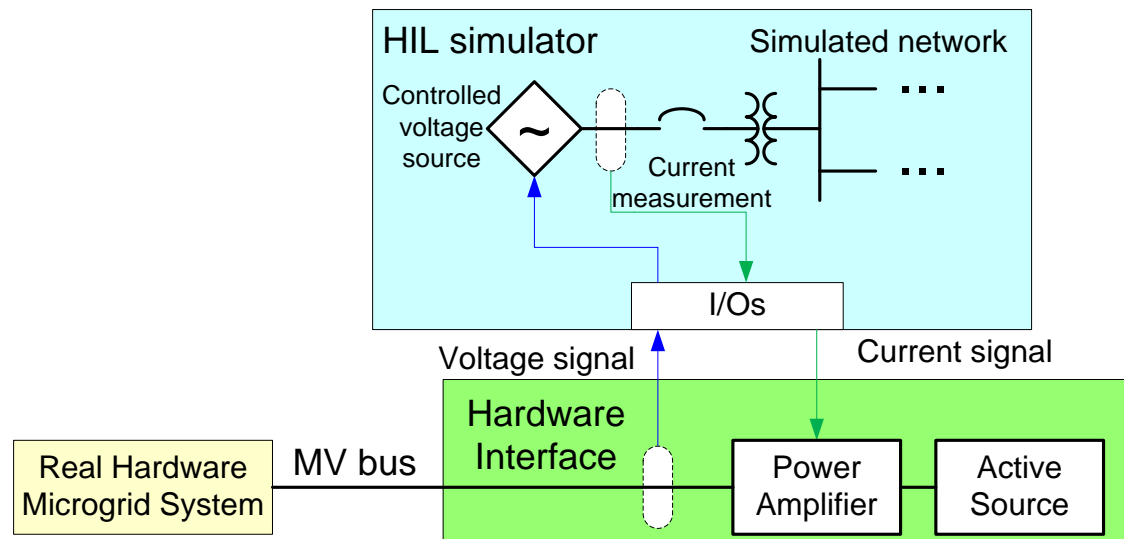 HIL simulator
Simulated network
Controlled
voltage
source
~
Current
measurement
I/Os
Voltage signal
Current signal
Hardware
Interface
Real Hardware
Microgrid System
MV bus
Power
Amplifier
Active
Source